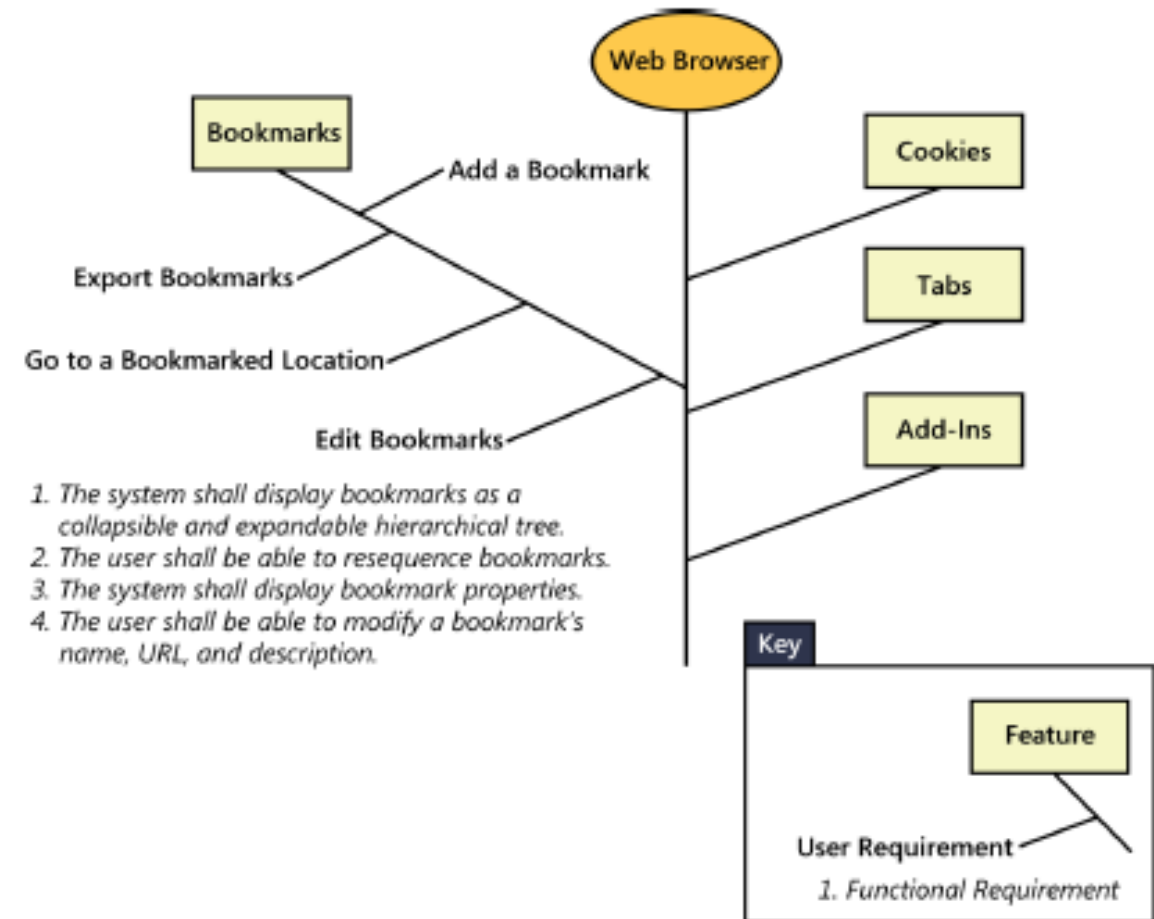 Web Browser
Bookmarks
Cookies
Add a Bookmark
Export Bookmarks
Tabs
Go to a Bookmarked Location
Add-Ins
Edit Bookmarks
1. The system shall display bookmarks as a
collapsible and expandable hierarchical tree.
2. The user shall be able to resequence bookmarks.
3. The system shall display bookmark properties.
4. The user shall be able to modify a bookmark's
name, URL, and description.
Key
Feature
User Requirement
1. Functional Requirement